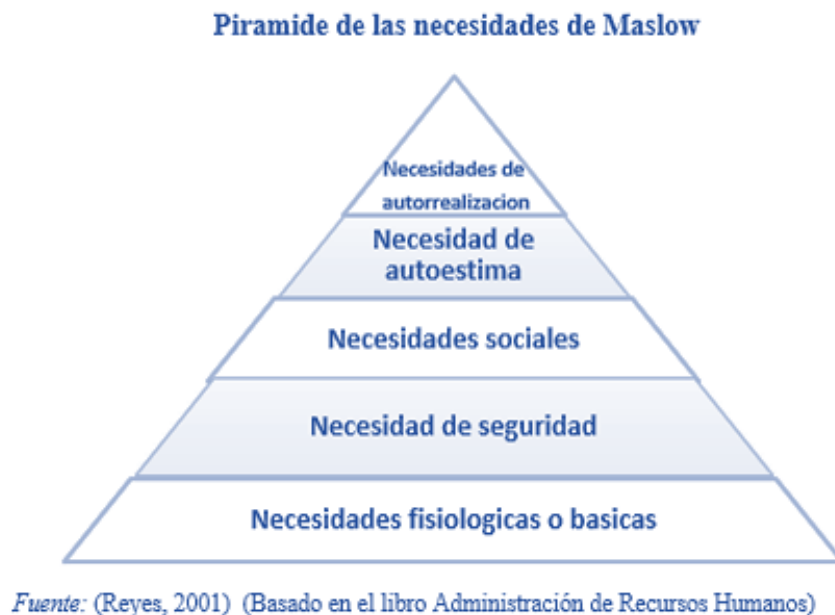 Piramide de las necesidades de Maslow
Necesidades de
autorrealizacion
Necesidad de
autoestima
Necesidades sociales
Necesidad de seguridad
Necesidades fisiologicas o basicas
Fuente: (Reyes, 2001) (Basado en el libro Administración de Recursos Humanos)